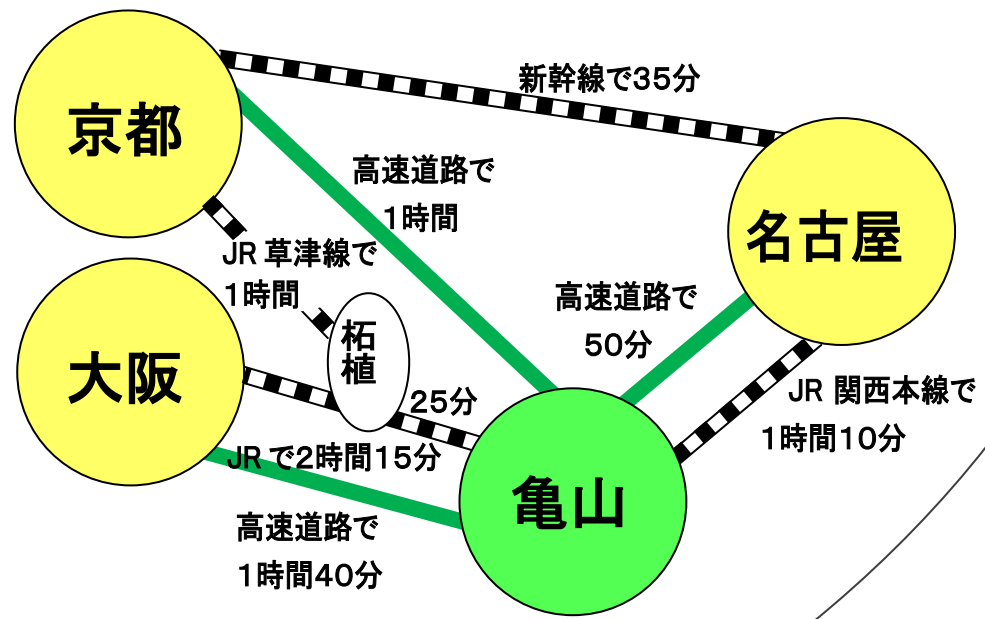 新幹線で35分
京都
高速道路で
1時間
名古屋
JR 草津線で
1時間
高速道路で
50分
柘
植
大阪
25分
JR 関西本線で
1時間10分
JRで2時間15分
亀山
高速道路で
1時間40分